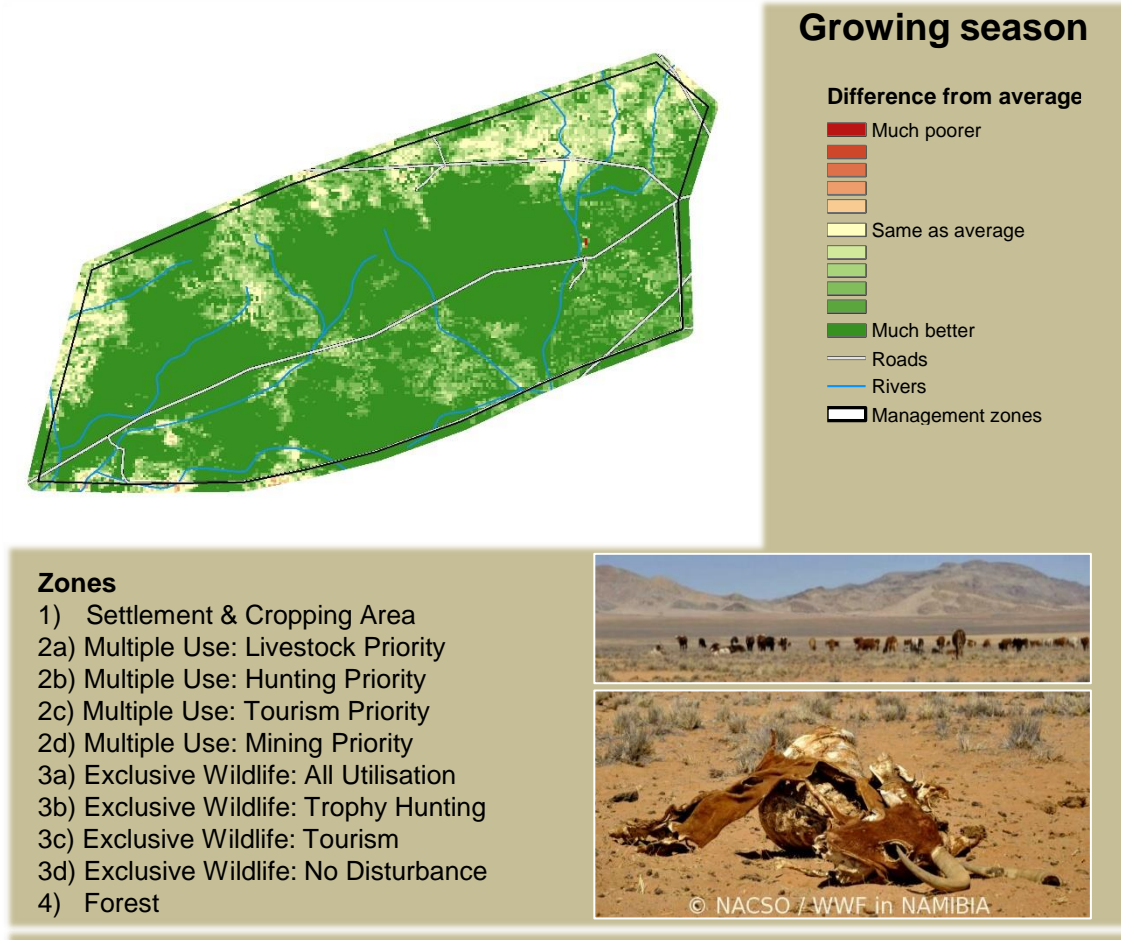 Growing season
Difference from average
Much poorer
Same as average
Much better
Roads
Rivers
Management zones
Zones
1) Settlement & Cropping Area
2a) Multiple Use: Livestock Priority
2b) Multiple Use: Hunting Priority
2c) Multiple Use: Tourism Priority
2d) Multiple Use: Mining Priority
3a) Exclusive Wildlife: All Utilisation
3b) Exclusive Wildlife: Trophy Hunting
3c) Exclusive Wildlife: Tourism
3d) Exclusive Wildlife: No Disturbance
4) Forest
© NACSO / WWF in NAMIBIA